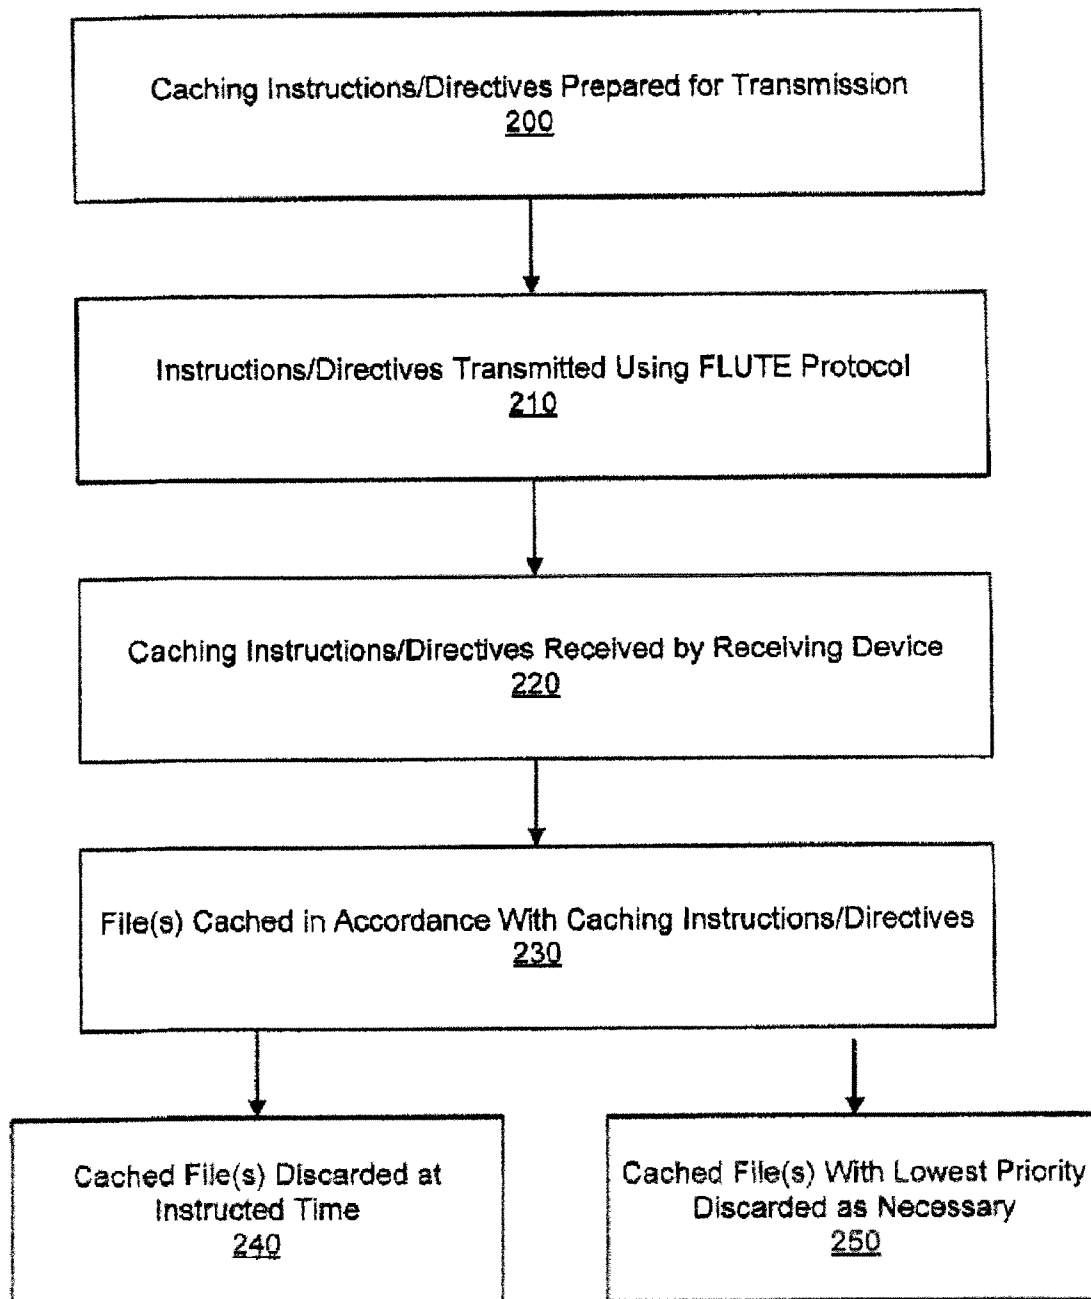 Caching Instructions/Directives Prepared for Transmission
200
Instructions/Directives Transmitted Using FLUTE Protocol
210
Caching Instructions/Directives Received by Receiving Device
220
File(s) Cached in Accordance With Caching Instructions/Directives
230
Cached File(s) Discarded at
Instructed Time
240
Cached File(s) With Lowest Priority
Discarded as Necessary
250